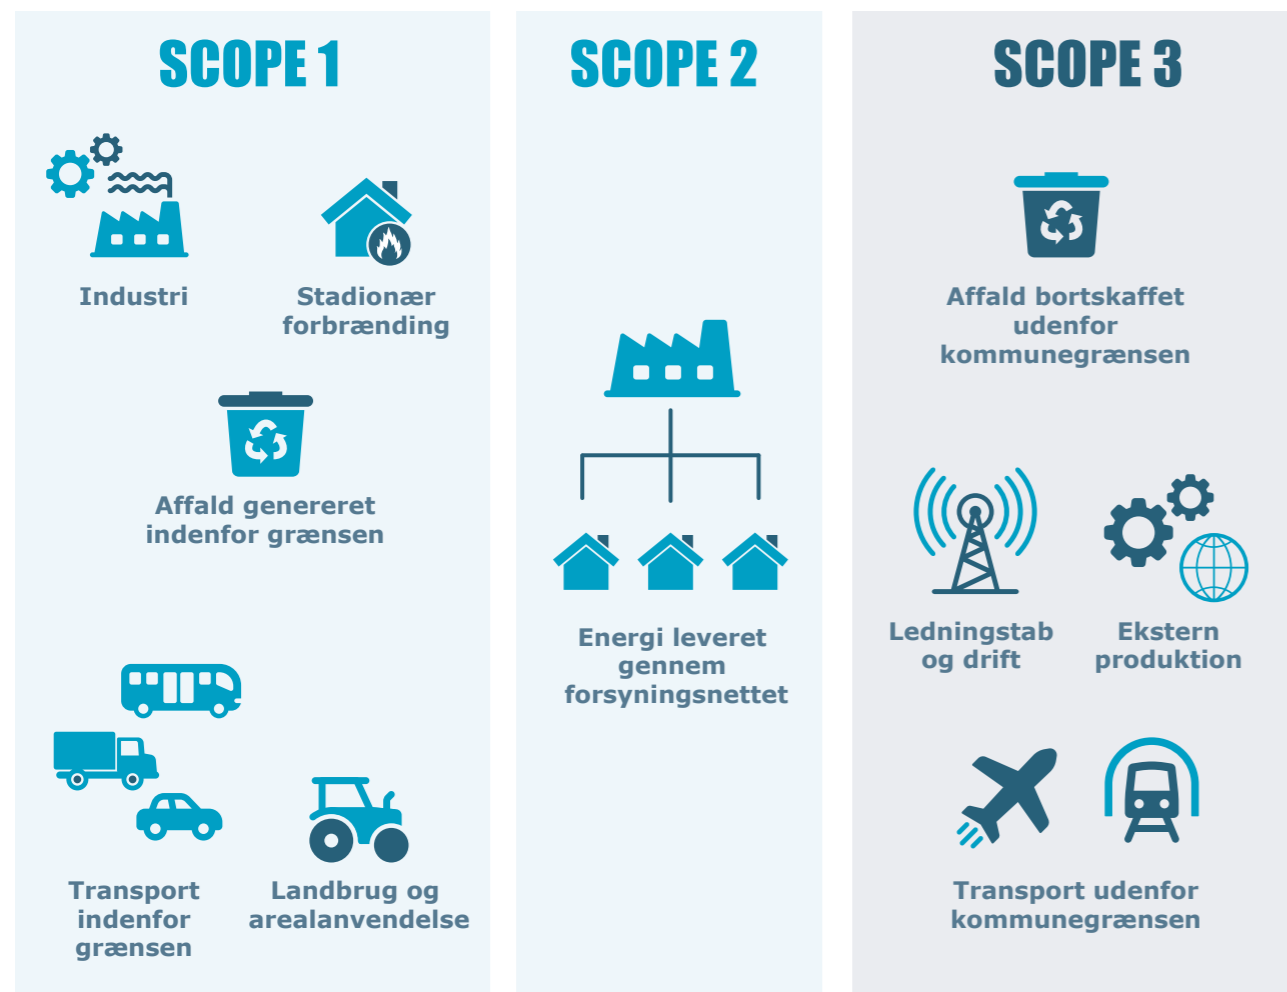 SCOPE 1
Industri
Stadionær
forbrænding
Affald genereret
indenfor grænsen
Transport
indenfor
grænsen
Landbrug og
arealanvendelse
SCOPE 2
Energi leveret
gennem
forsyningsnettet
SCOPE 3
Affald bortskaffet
udenfor
kommunegrænsen
Ledningstab
og drift
Ekstern
produktion
Transport udenfor
kommunegrænsen